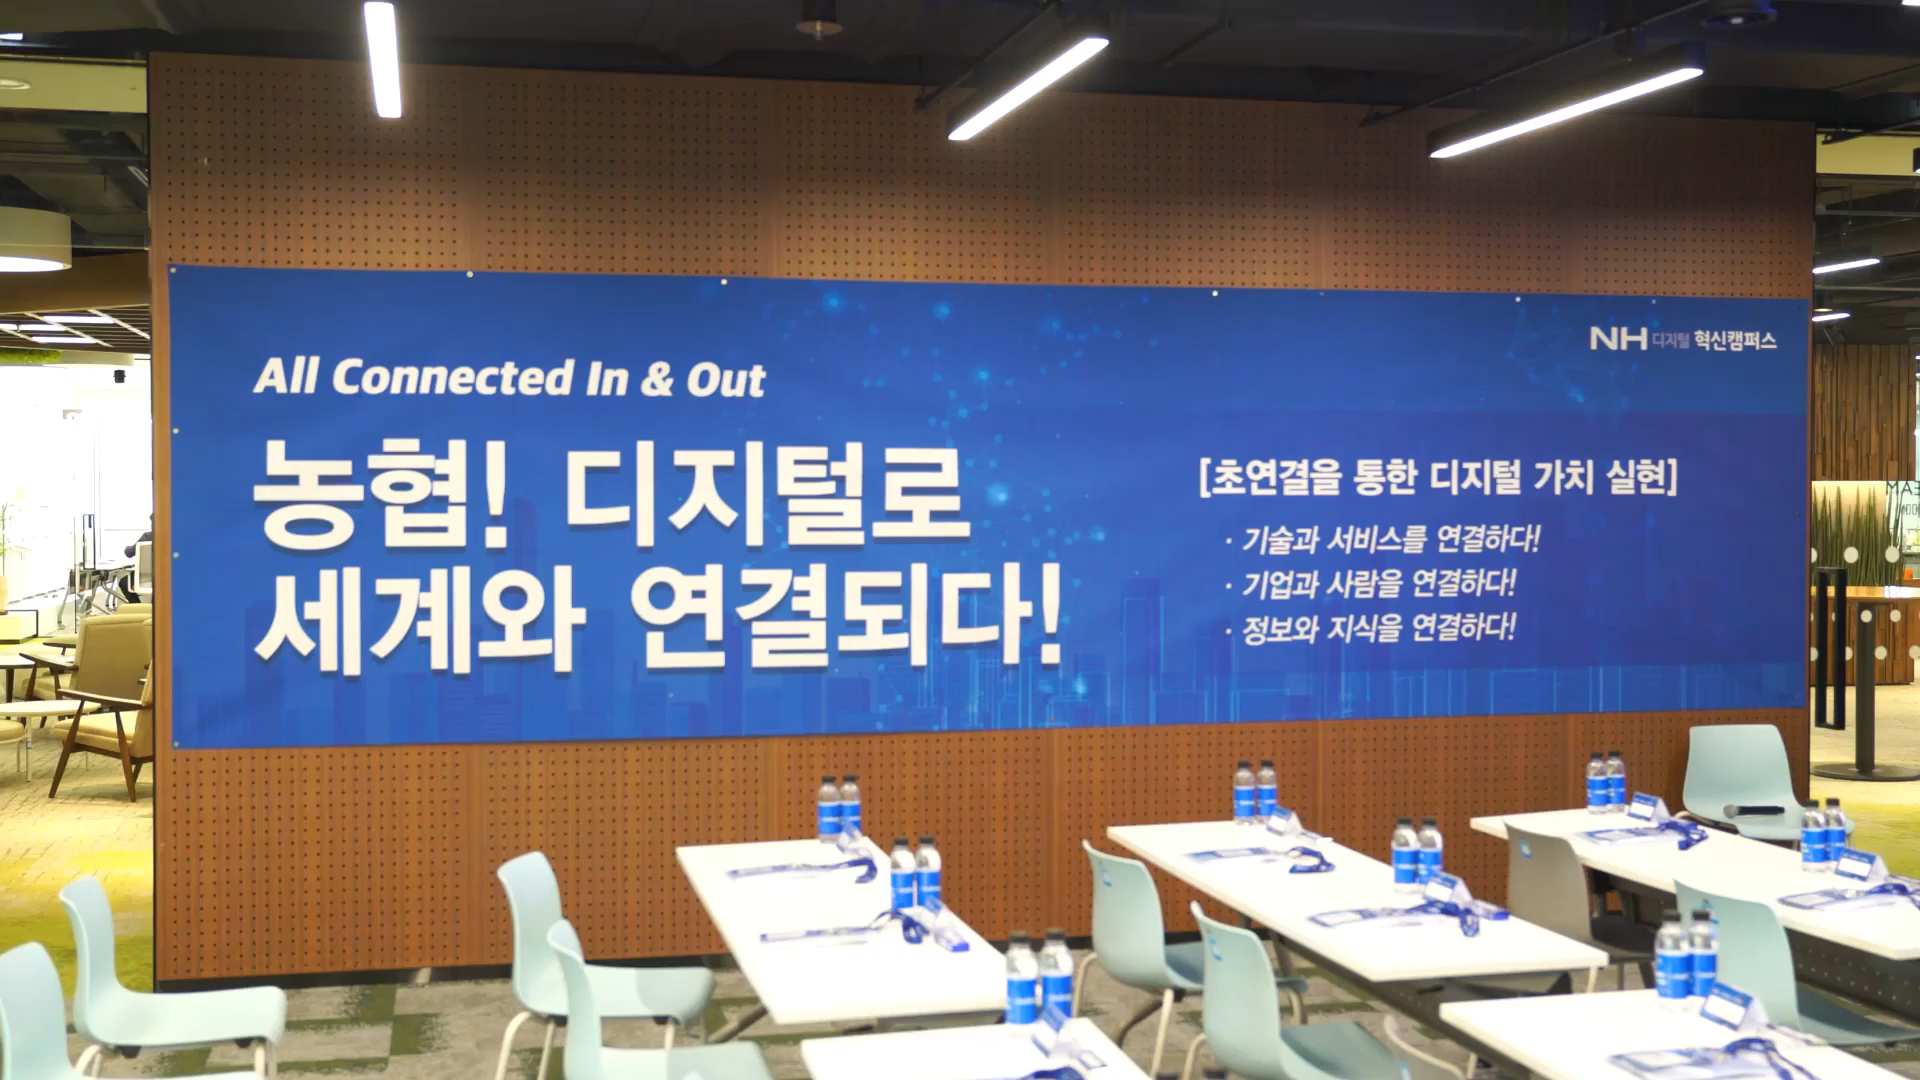 All Connected In & Out
농협! 디지털로
세계와 연결되다!
NH 디지털 혁신캠퍼스
[초연결을 통한 디지털 가치 실현]
· 기술과 서비스를 연결하다!
· 기업과 사람을 연결하다!
· 정보와 지식을 연결하다!